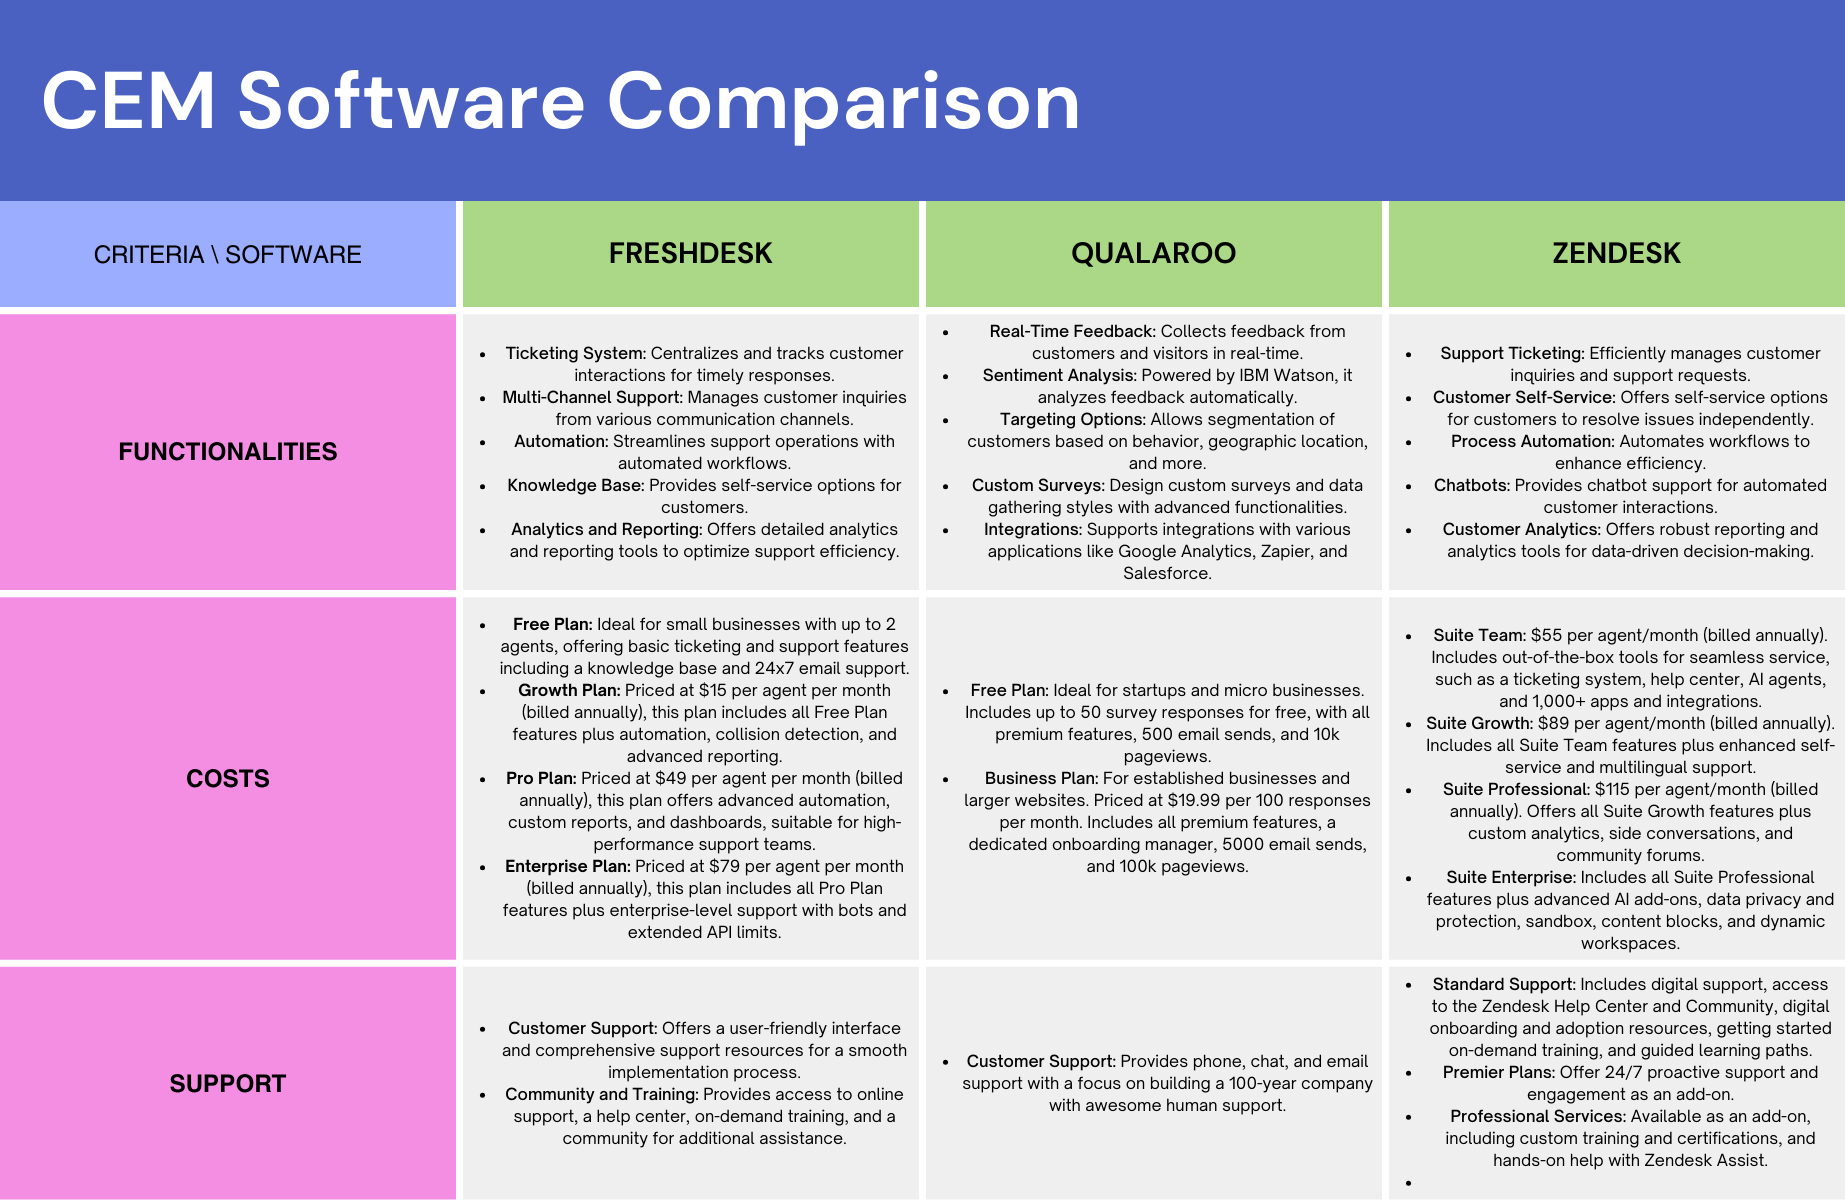 CEM Software Comparison
CRITERIA \ SOFTWARE
FRESHDESK
QUALAROO
ZENDESK
FUNCTIONALITIES
• Ticketing System: Centralizes and tracks customer
interactions for timely responses.
• Multi-Channel Support: Manages customer inquiries
from various communication channels.
• Automation: Streamlines support operations with
automated workflows.
• Knowledge Base: Provides self-service options for
customers.
• Analytics and Reporting: Offers detailed analytics
and reporting tools to optimize support efficiency.
• Real-Time Feedback: Collects feedback from
customers and visitors in real-time.
• Sentiment Analysis: Powered by IBM Watson, it
analyzes feedback automatically.
• Targeting Options: Allows segmentation of
customers based on behavior, geographic location,
and more.
• Custom Surveys: Design custom surveys and data
gathering styles with advanced functionalities.
• Integrations: Supports integrations with various
applications like Google Analytics, Zapier, and
Salesforce.
• Support Ticketing: Efficiently manages customer
inquiries and support requests.
• Customer Self-Service: Offers self-service options
for customers to resolve issues independently.
• Process Automation: Automates workflows to
enhance efficiency.
• Chatbots: Provides chatbot support for automated
customer interactions.
• Customer Analytics: Offers robust reporting and
analytics tools for data-driven decision-making.
COSTS
• Free Plan: Ideal for small businesses with up to 2
agents, offering basic ticketing and support features
including a knowledge base and 24x7 email support.
• Growth Plan: Priced at $15 per agent per month
(billed annually), this plan includes all Free Plan
features plus automation, collision detection, and
advanced reporting.
• Pro Plan: Priced at $49 per agent per month (billed
annually), this plan offers advanced automation,
custom reports, and dashboards, suitable for high-
performance support teams.
• Enterprise Plan: Priced at $79 per agent per month
(billed annually), this plan includes all Pro Plan
features plus enterprise-level support with bots and
extended API limits.
• Free Plan: Ideal for startups and micro businesses.
Includes up to 50 survey responses for free, with all
premium features, 500 email sends, and 10k
pageviews.
• Business Plan: For established businesses and
larger websites. Priced at $19.99 per 100 responses
per month. Includes all premium features, a
dedicated onboarding manager, 5000 email sends,
and 100k pageviews.
• Suite Team: $55 per agent/month (billed annually).
Includes out-of-the-box tools for seamless service,
such as a ticketing system, help center, AI agents,
and 1,000+ apps and integrations.
• Suite Growth: $89 per agent/month (billed annually).
Includes all Suite Team features plus enhanced self-
service and multilingual support.
• Suite Professional: $115 per agent/month (billed
annually). Offers all Suite Growth features plus
custom analytics, side conversations, and
community forums.
• Suite Enterprise: Includes all Suite Professional
features plus advanced AI add-ons, data privacy and
protection, sandbox, content blocks, and dynamic
workspaces.
SUPPORT
• Customer Support: Offers a user-friendly interface
and comprehensive support resources for a smooth
implementation process.
• Community and Training: Provides access to online
support, a help center, on-demand training, and a
community for additional assistance.
• Customer Support: Provides phone, chat, and email
support with a focus on building a 100-year company
with awesome human support.
• Standard Support: Includes digital support, access
to the Zendesk Help Center and Community, digital
onboarding and adoption resources, getting started
on-demand training, and guided learning paths.
• Premier Plans: Offer 24/7 proactive support and
engagement as an add-on.
• Professional Services: Available as an add-on,
including custom training and certifications, and
hands-on help with Zendesk Assist.
•